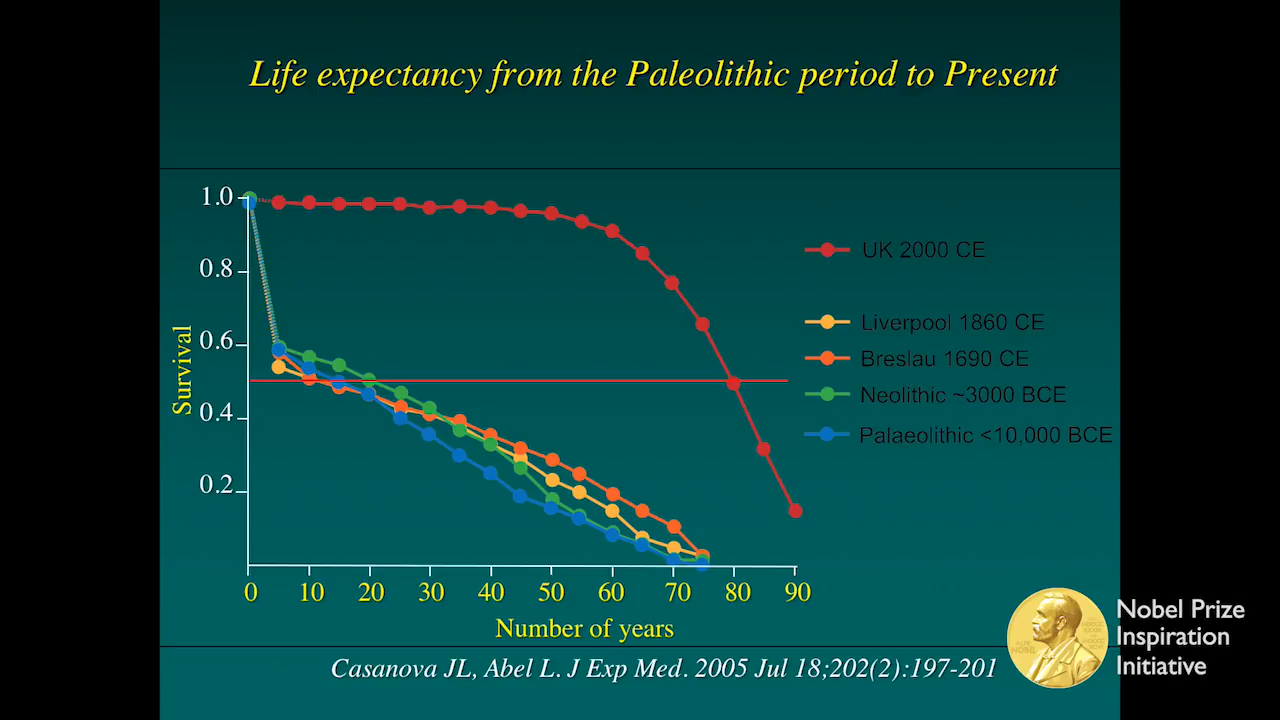 Life expectancy from the Paleolithic period to Present
1.0
0.8
0.6
0.4
0.2
Survival
0 10 20 30 40 50 60 70 80 90
Number of years
UK 2000 CE
Liverpool 1860 CE
Breslau 1690 CE
Neolithic ~3000 BCE
Palaeolithic <10,000 BCE
Casanova JL, Abel L. J Exp Med. 2005 Jul 18;202(2):197-201
Nobel Prize
Inspiration
Initiative